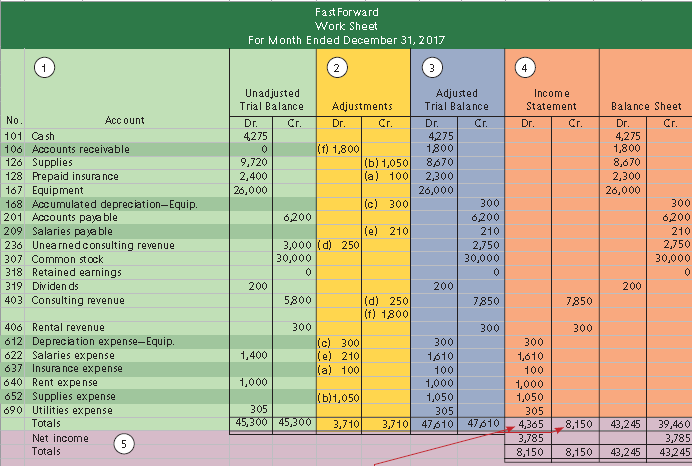 FastForward
Work Sheet
For Month Ended December 31, 2017
1 2 3 4
Unadjusted Adjusted Income
Trial Balance Adjustments Trial Balance Statement Balance Sheet
No. Account Dr. Cr. Dr. Cr. Dr. Cr. Dr. Cr. Dr. Cr.
101 Cash 4,275 4,275 4,275
106 Accounts receivable 0 (f) 1,800 1,800 1,800
126 Supplies 9,720 (b) 1,050 8,670 8,670
128 Prepaid insurance 2,400 (a) 100 2,300 2,300
167 Equipment 26,000 26,000 26,000
168 Accumulated depreciation—Equip. (c) 300 300 300
201 Accounts payable 6,200 6,200 6,200
209 Salaries payable (e) 210 210 210
236 Unearned consulting revenue 3,000 (d) 250 2,750 2,750
307 Common stock 30,000 30,000 30,000
318 Retained earnings 0 0 0
319 Dividends 200 200 200
403 Consulting revenue 5,800 (d) 250 7,850 7,850
(f) 1,800
406 Rental revenue 300 300 300
612 Depreciation expense—Equip. (c) 300 300 300
622 Salaries expense 1,400 (e) 210 1,610 1,610
637 Insurance expense (a) 100 100 100
640 Rent expense 1,000 1,000 1,000
652 Supplies expense (b) 1,050 1,050 1,050
690 Utilities expense 305 305 305
Totals 45,300 45,300 3,710 3,710 47,610 47,610 4,365 8,150 43,245 39,460
Net income 5 3,785 3,785
Totals 8,150 8,150 43,245 43,245